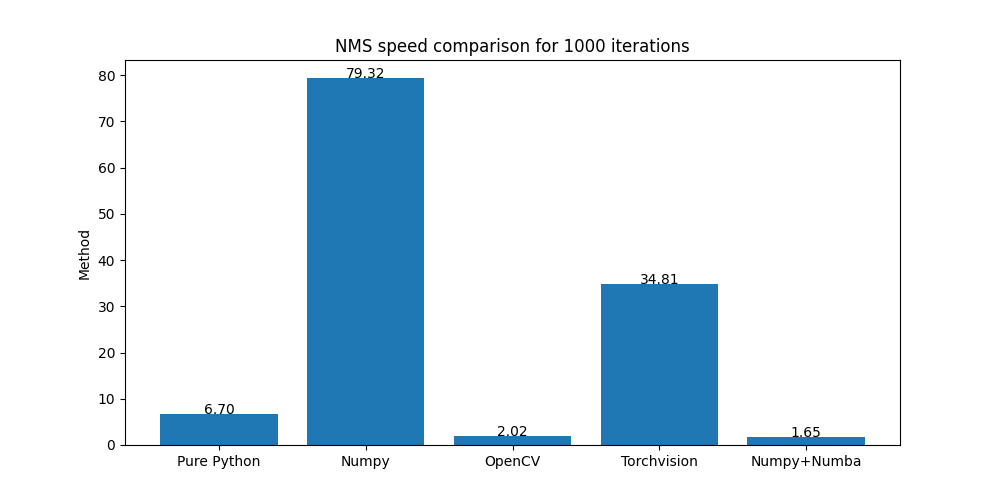 NMS speed comparison for 1000 iterations
80
70
60
50
40
30
20
10
0
Method
6.70
79.32
2.02
34.81
1.65
Pure Python
Numpy
OpenCV
Torchvision
Numpy+Numba